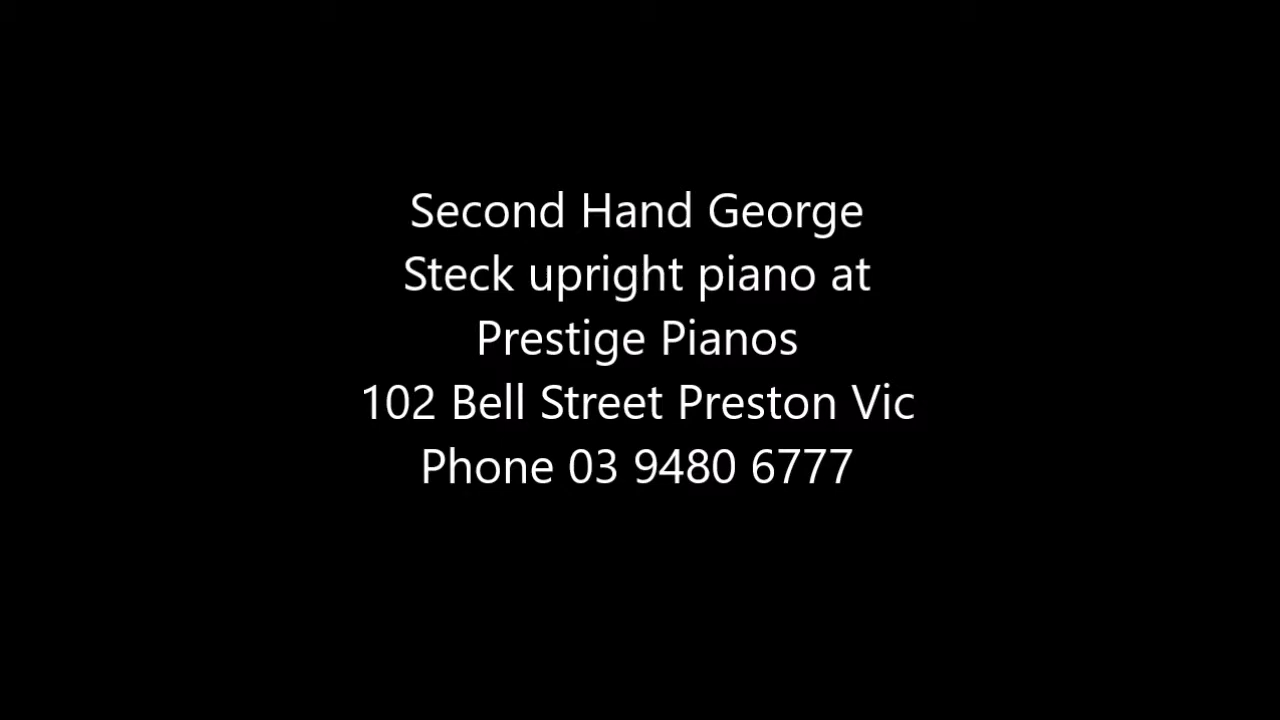 Second Hand George
Steck upright piano at
Prestige Pianos
102 Bell Street Preston Vic
Phone 03 9480 6777